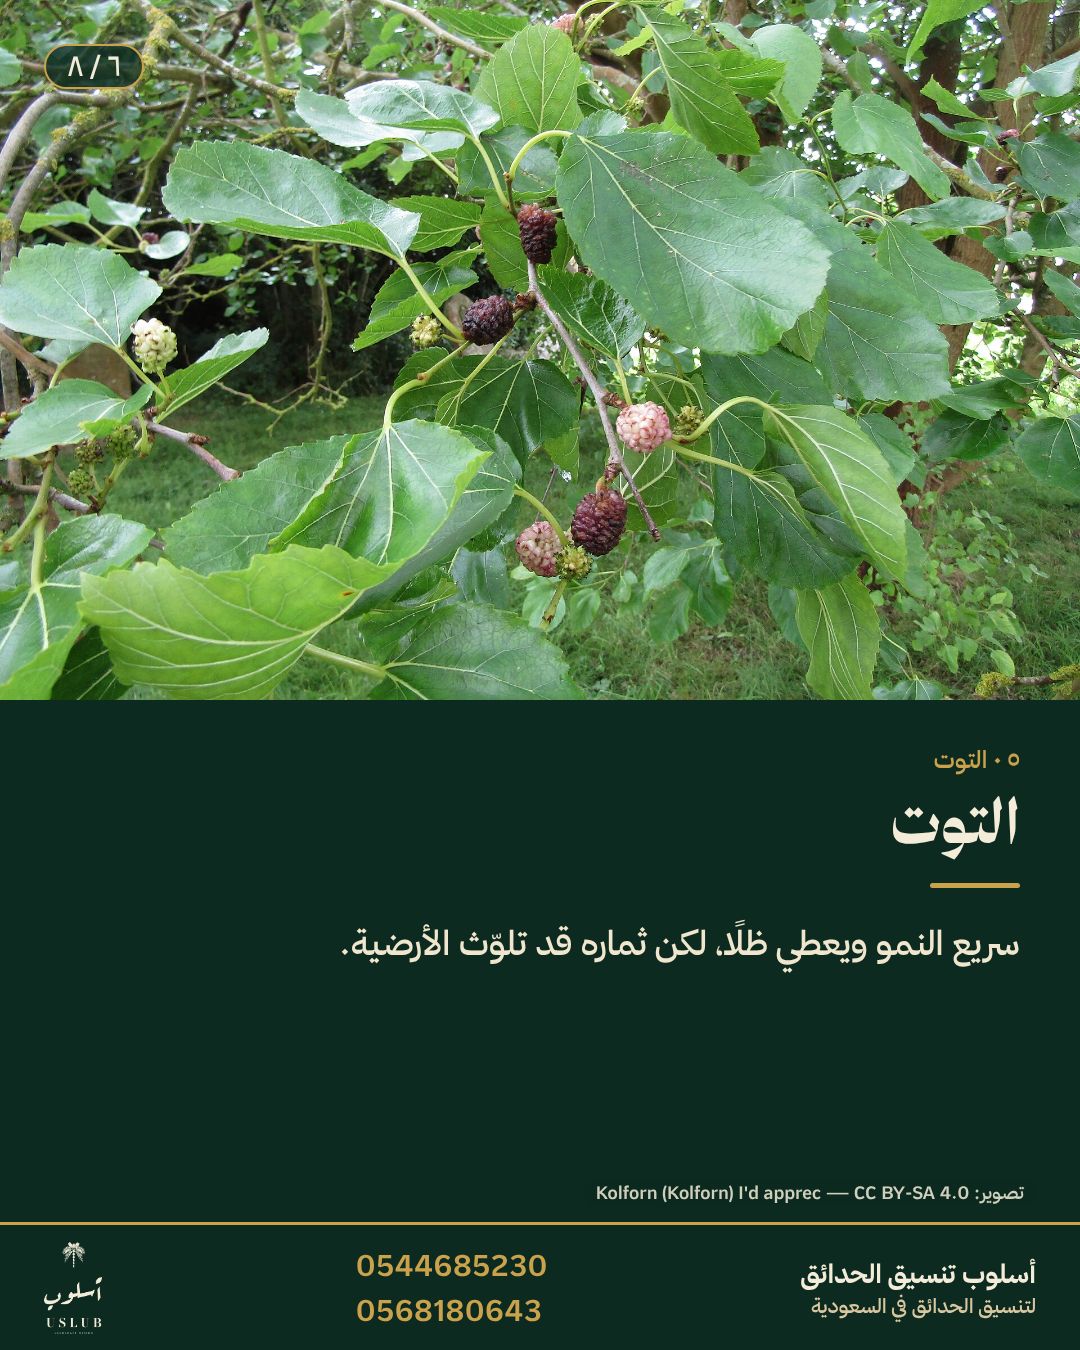 ٨/٦
٥ · التوت
التوت
سريع النمو ويعطي ظلًا، لكن ثماره قد تلوّث الأرضية.
تصوير: Kolforn (Kolforn) I'd apprec — CC BY-SA 4.0
أسلوب تنسيق الحدائق
لتنسيق الحدائق في السعودية
0544685230
0568180643
أسلوب
USLUB